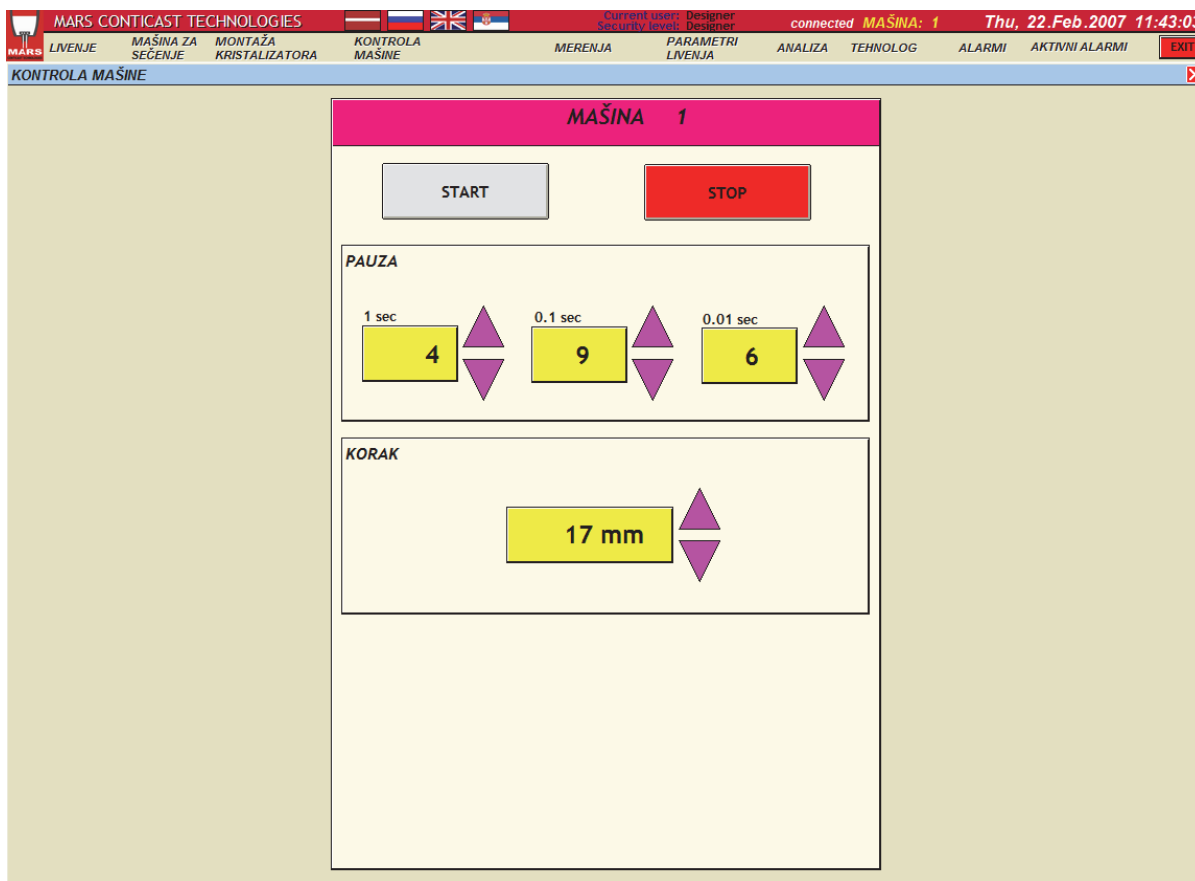 MARS CONTICAST TECHNOLOGIES
Current user: Designer
Security level: Designer
connected MAŠINA: 1
Thu, 22.Feb.2007 11:43:03
MARS
LIVENJE
MAŠINA ZA
SEČENJE
MONTAŽA
KRISTALIZATORA
KONTROLA
MAŠINE
MERENJA
PARAMETRI
LIVENJA
ANALIZA
TEHNOLOG
ALARMI
AKTIVNI ALARMI
EXIT
KONTROLA MAŠINE
MAŠINA 1
START
STOP
PAUZA
1 sec
0.1 sec
0.01 sec
4
9
6
KORAK
17 mm